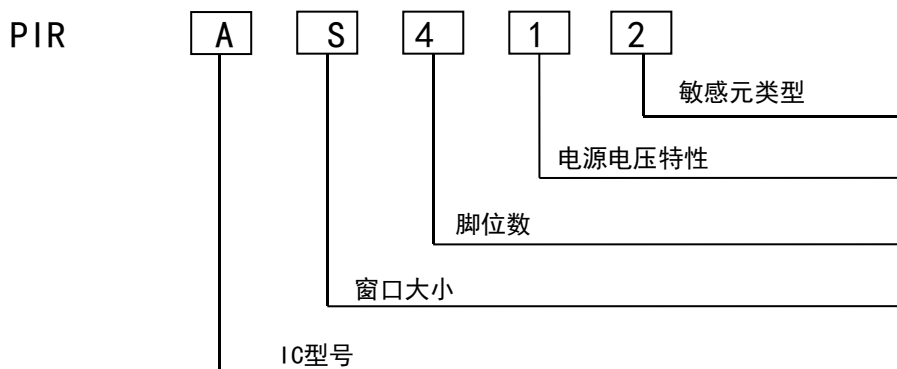 PIR A S 4 1 2
敏感元类型
电源电压特性
脚位数
窗口大小
IC型号